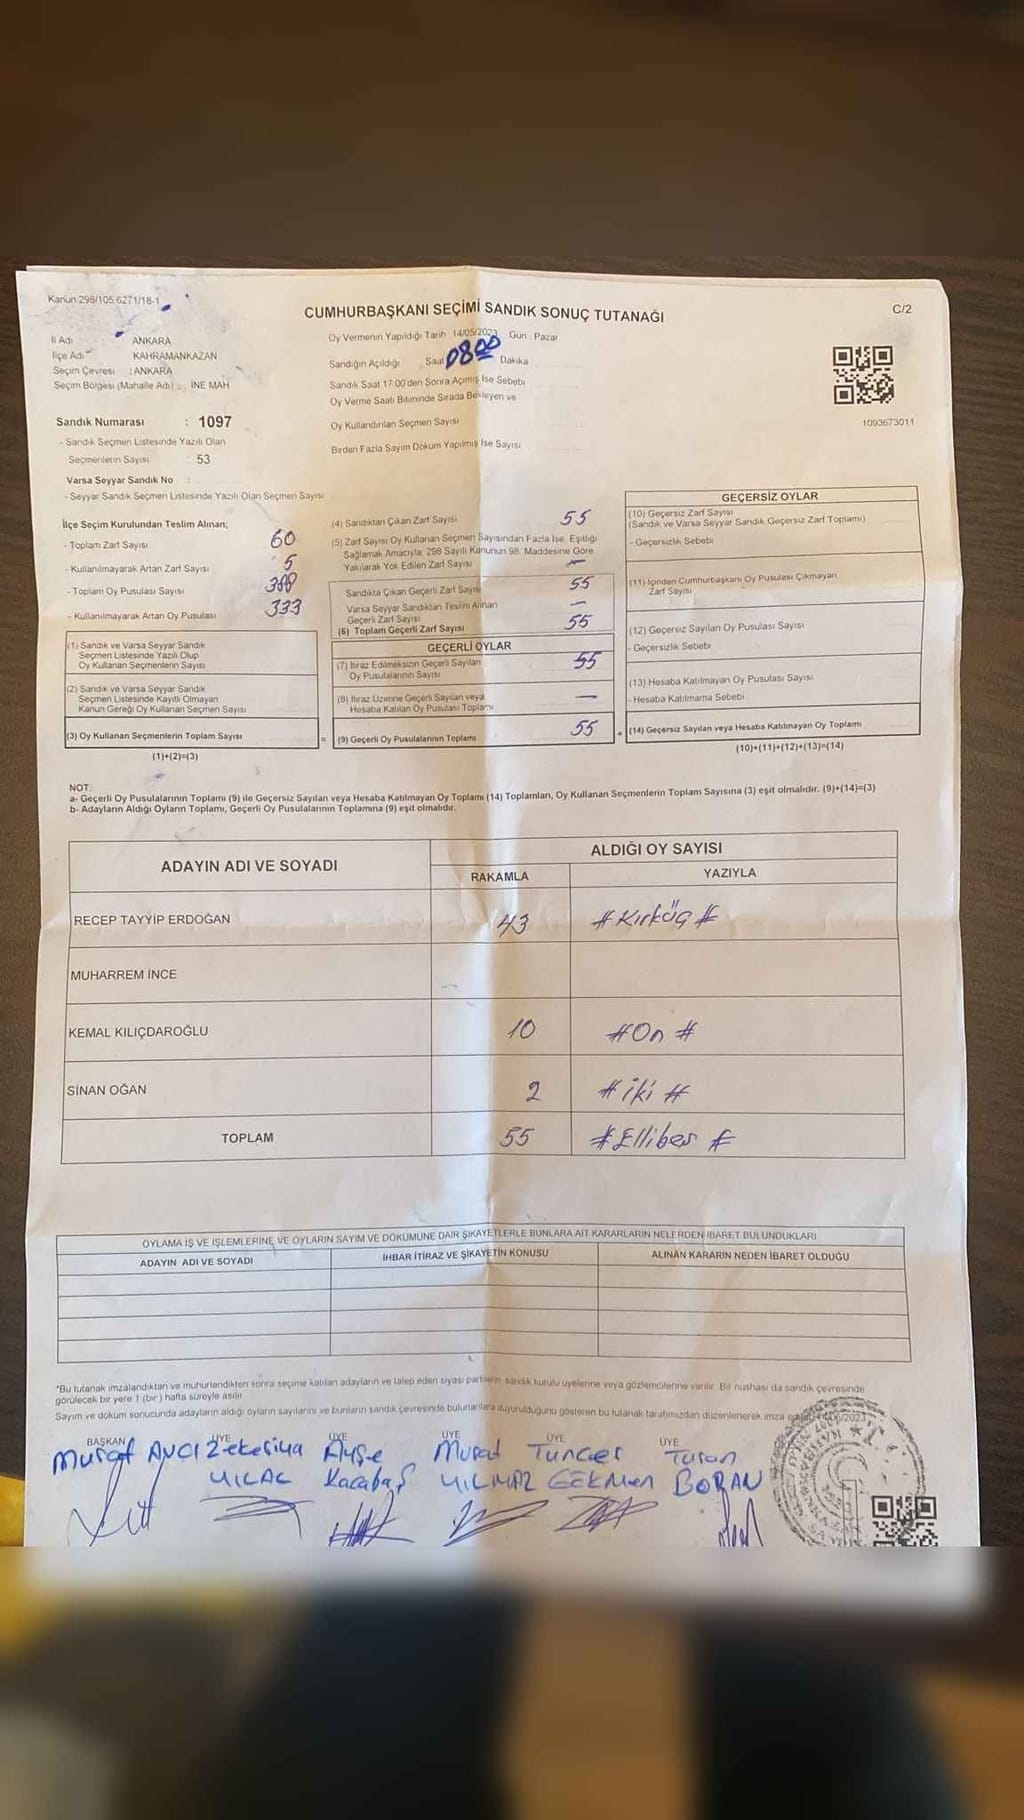 Kanun 298/105 6271/18-1
CUMHURBAŞKANI SEÇİMİ SANDIK SONUÇ TUTANAĞI
C/2
İl Adı ANKARA
İlçe Adı KAHRAMANKAZAN
Seçim Çevresi : ANKARA
Seçim Bölgesi (Mahalle Adı) : İNE MAH
Oy Vermenin Yapıldığı Tarih 14/05/2023 Gün : Pazar
Sandığın Açıldığı Saat 08 00 Dakika
Sandık Saat 17:00'den Sonra Açımış İse Sebebi
Oy Verme Saati Bitiminde Sırada Bekleyen ve
Oy Kullandırılan Seçmen Sayısı
Birden Fazla Sayım Döküm Yapılmış İse Sayısı
1093673011
Sandık Numarası : 1097
- Sandık Seçmen Listesinde Yazılı Olan
Seçmenlerin Sayısı : 53
Varsa Seyyar Sandık No :
- Seyyar Sandık Seçmen Listesinde Yazılı Olan Seçmen Sayısı
İlçe Seçim Kurulundan Teslim Alınan;
- Toplam Zarf Sayısı 60
- Kullanılmayarak Artan Zarf Sayısı 5
- Toplam Oy Pusulası Sayısı 388
- Kullanılmayarak Artan Oy Pusulası 333
(1) Sandık ve Varsa Seyyar Sandık
Seçmen Listesinde Yazılı Olup
Oy Kullanan Seçmenlerin Sayısı
(2) Sandık ve Varsa Seyyar Sandık
Seçmen Listesinde Kayıtlı Olmayan
Kanun Gereği Oy Kullanan Seçmen Sayısı
(3) Oy Kullanan Seçmenlerin Toplam Sayısı
(1)+(2)=(3)
(4) Sandıktan Çıkan Zarf Sayısı 55
(5) Zarf Sayısı Oy Kullanan Seçmen Sayısından Fazla İse, Eşitliği
Sağlamak Amacıyla; 298 Sayılı Kanunun 98. Maddesine Göre
Yakılarak Yok Edilen Zarf Sayısı —
Sandıkta Çıkan Geçerli Zarf Sayısı 55
Varsa Seyyar Sandıktan Teslim Alınan
Geçerli Zarf Sayısı —
(6) Toplam Geçerli Zarf Sayısı 55
GEÇERLİ OYLAR
(7) İtiraz Edilmeksizin Geçerli Sayılan
Oy Pusulalarının Sayısı 55
(8) İtiraz Üzerine Geçerli Sayılan veya
Hesaba Katılan Oy Pusulası Toplamı —
= (9) Geçerli Oy Pusulalarının Toplamı 55 +
GEÇERSİZ OYLAR
(10) Geçersiz Zarf Sayısı
(Sandık ve Varsa Seyyar Sandık Geçersiz Zarf Toplamı)
- Geçersizlik Sebebi
(11) İçinden Cumhurbaşkanı Oy Pusulası Çıkmayan
Zarf Sayısı
(12) Geçersiz Sayılan Oy Pusulası Sayısı
- Geçersizlik Sebebi
(13) Hesaba Katılmayan Oy Pusulası Sayısı
- Hesaba Katılmama Sebebi
(14) Geçersiz Sayılan veya Hesaba Katılmayan Oy Toplamı
(10)+(11)+(12)+(13)=(14)
NOT:
a- Geçerli Oy Pusulalarının Toplamı (9) ile Geçersiz Sayılan veya Hesaba Katılmayan Oy Toplamı (14) Toplamları, Oy Kullanan Seçmenlerin Toplam Sayısına (3) eşit olmalıdır. (9)+(14)=(3)
b- Adayların Aldığı Oyların Toplamı, Geçerli Oy Pusulalarının Toplamına (9) eşit olmalıdır.
ADAYIN ADI VE SOYADI
ALDIĞI OY SAYISI
RAKAMLA YAZIYLA
RECEP TAYYİP ERDOĞAN 43 # Kırküç #
MUHARREM İNCE
KEMAL KILIÇDAROĞLU 10 # On #
SİNAN OĞAN 2 # iki #
TOPLAM 55 # Ellibeş #
OYLAMA İŞ VE İŞLEMLERİNE VE OYLARIN SAYIM VE DÖKÜMÜNE DAİR ŞİKAYETLERLE BUNLARA AİT KARARLARIN NELERDEN İBARET BULUNDUKLARI
ADAYIN ADI VE SOYADI İHBAR İTİRAZ VE ŞİKAYETİN KONUSU ALINAN KARARIN NEDEN İBARET OLDUĞU
*Bu tutanak imzalandıktan ve mühürlendikten sonra seçime katılan adayların ve talep eden siyasi partilerin sandık kurulu üyelerine veya gözlemcilerine verilir. Bir nüshası da sandık çevresinde
görülecek bir yere 1 (bir) hafta süreyle asılır.
Sayım ve döküm sonucunda adayların aldığı oyların sayılarını ve bunların sandık çevresinde bulunanlara duyurulduğunu gösteren bu tutanak tarafımızdan düzenlenerek imza
BAŞKAN ÜYE ÜYE ÜYE ÜYE ÜYE
Murat AVCI Zekeriya Ayşe Murad Tuncer Turan
Karabaş YILMAZ GEKMEN BORAN